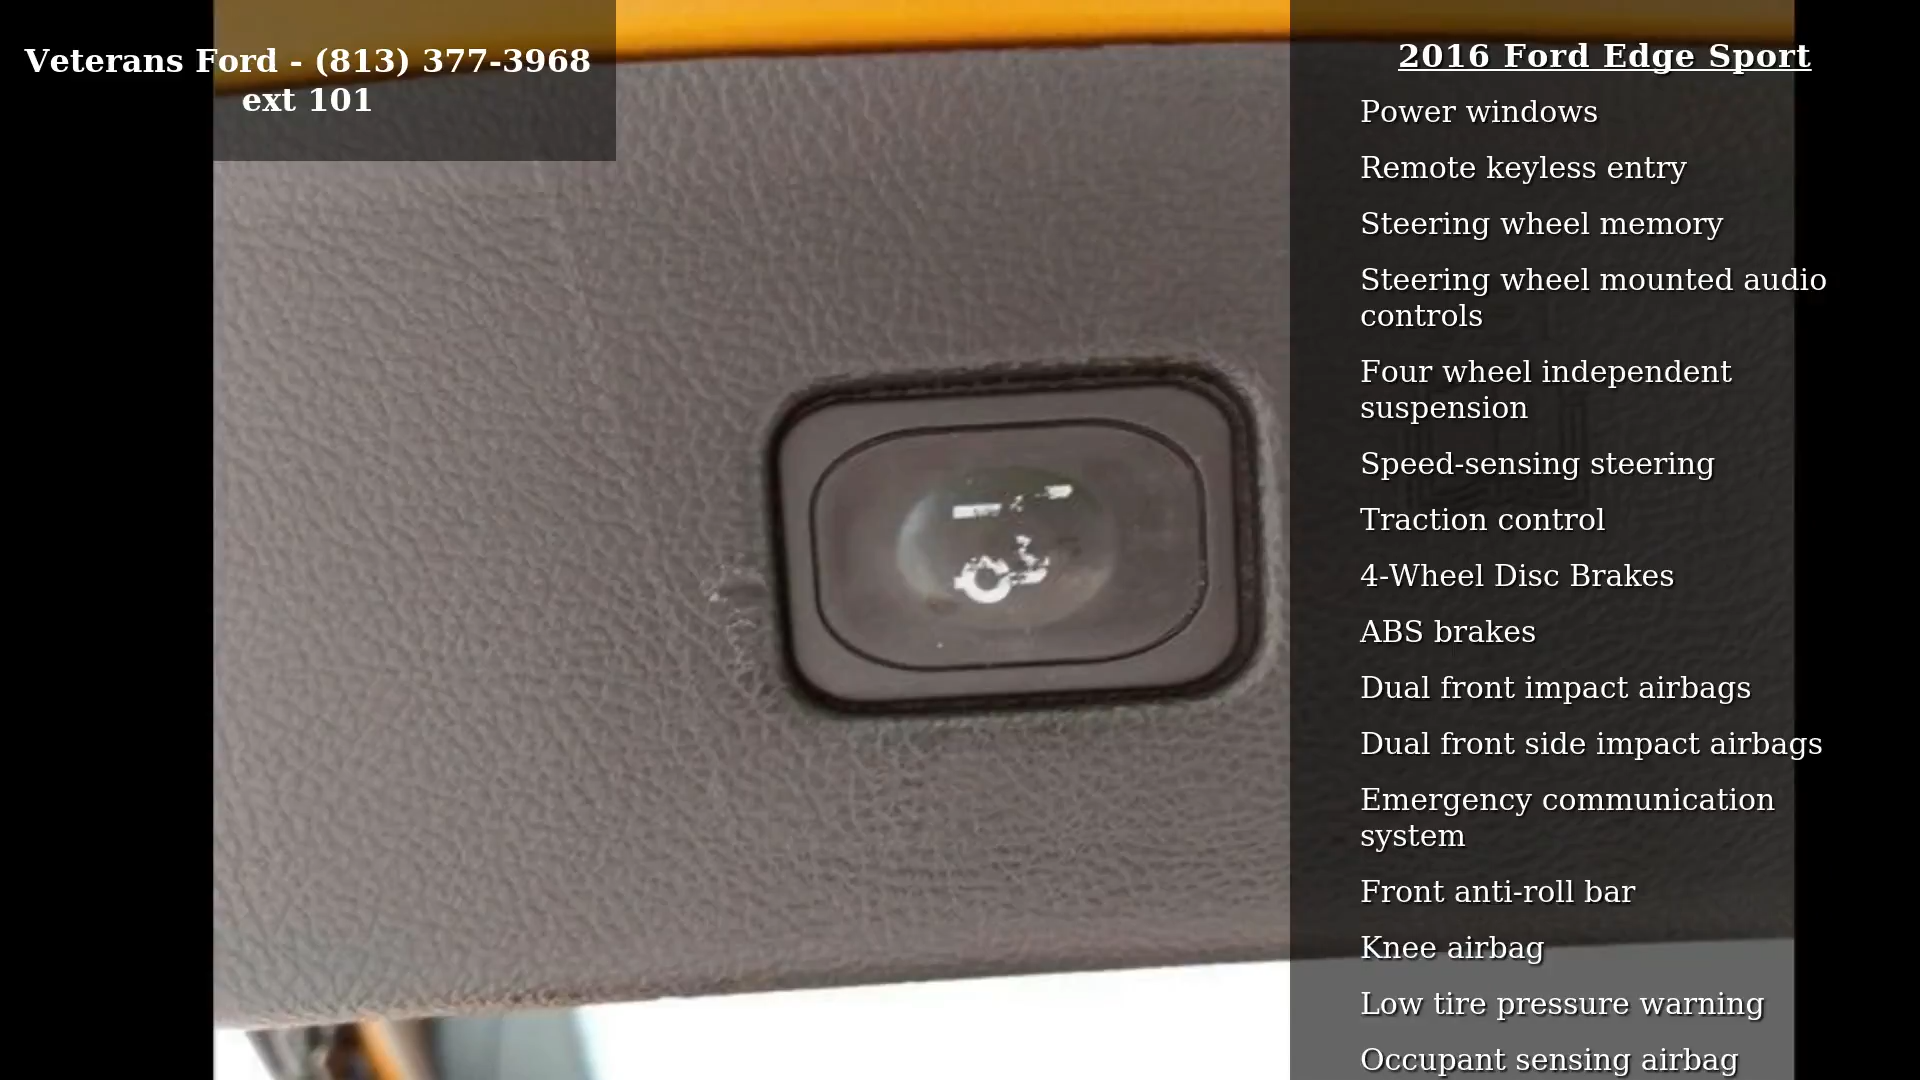 Veterans Ford - (813) 377-3968
ext 101
2016 Ford Edge Sport
Power windows
Remote keyless entry
Steering wheel memory
Steering wheel mounted audio
controls
Four wheel independent
suspension
Speed-sensing steering
Traction control
4-Wheel Disc Brakes
ABS brakes
Dual front impact airbags
Dual front side impact airbags
Emergency communication
system
Front anti-roll bar
Knee airbag
Low tire pressure warning
Occupant sensing airbag